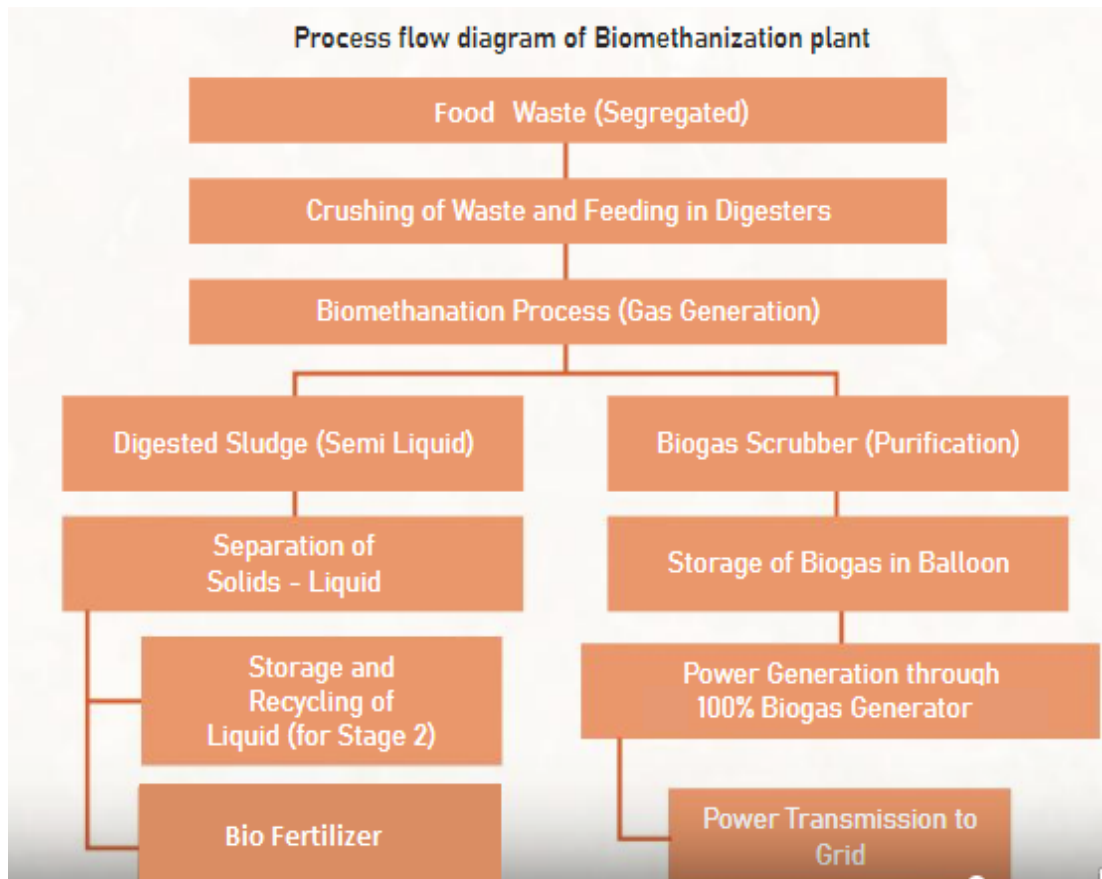 Process flow diagram of Biomethanization plant
Food Waste (Segregated)
Crushing of Waste and Feeding in Digesters
Biomethanation Process (Gas Generation)
Digested Sludge (Semi Liquid)
Separation of
Solids - Liquid
Storage and
Recycling of
Liquid (for Stage 2)
Bio Fertilizer
Biogas Scrubber (Purification)
Storage of Biogas in Balloon
Power Generation through
100% Biogas Generator
Power Transmission to
Grid